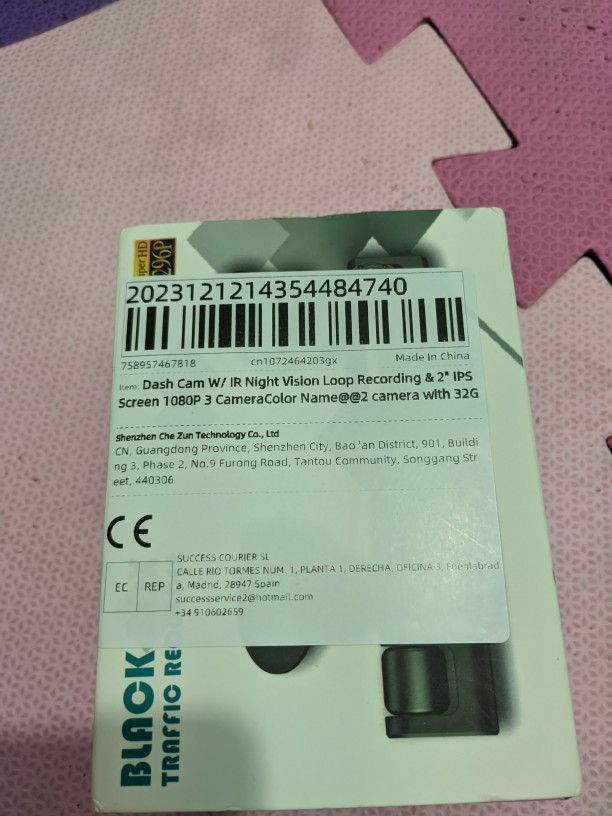 per HD
296P
2023121214354484740
758957467818 cn1072464203gx Made In China
Item: Dash Cam W/ IR Night Vision Loop Recording & 2" IPS
Screen 1080P 3 CameraColor Name@@2 camera with 32G
Shenzhen Che Zun Technology Co., Ltd
CN, Guangdong Province, Shenzhen City, Bao 'an District, 901, Buildi
ng 3, Phase 2, No.9 Furong Road, Tantou Community, Songgang Str
eet, 440306
CE
EC REP
SUCCESS COURIER SL
CALLE RIO TORMES NUM. 1, PLANTA 1, DERECHA, OFICINA 3, Fuenlabrad
a, Madrid, 28947 Spain
successservice2@hotmail.com
+34 910602659
BLACK
TRAFFIC REC